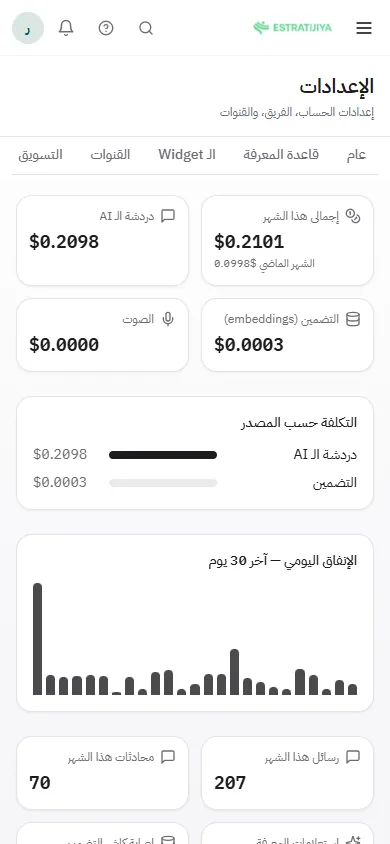 ر
ESTRATIJIYA
الإعدادات
إعدادات الحساب، الفريق، والقنوات
عام
قاعدة المعرفة
الـ Widget
القنوات
التسويق
إجمالي هذا الشهر
$0.2101
الشهر الماضي $0.0998
دردشة الـ AI
$0.2098
التضمين (embeddings)
$0.0003
الصوت
$0.0000
التكلفة حسب المصدر
دردشة الـ AI $0.2098
التضمين $0.0003
الإنفاق اليومي — آخر 30 يوم
رسائل هذا الشهر
207
محادثات هذا الشهر
70